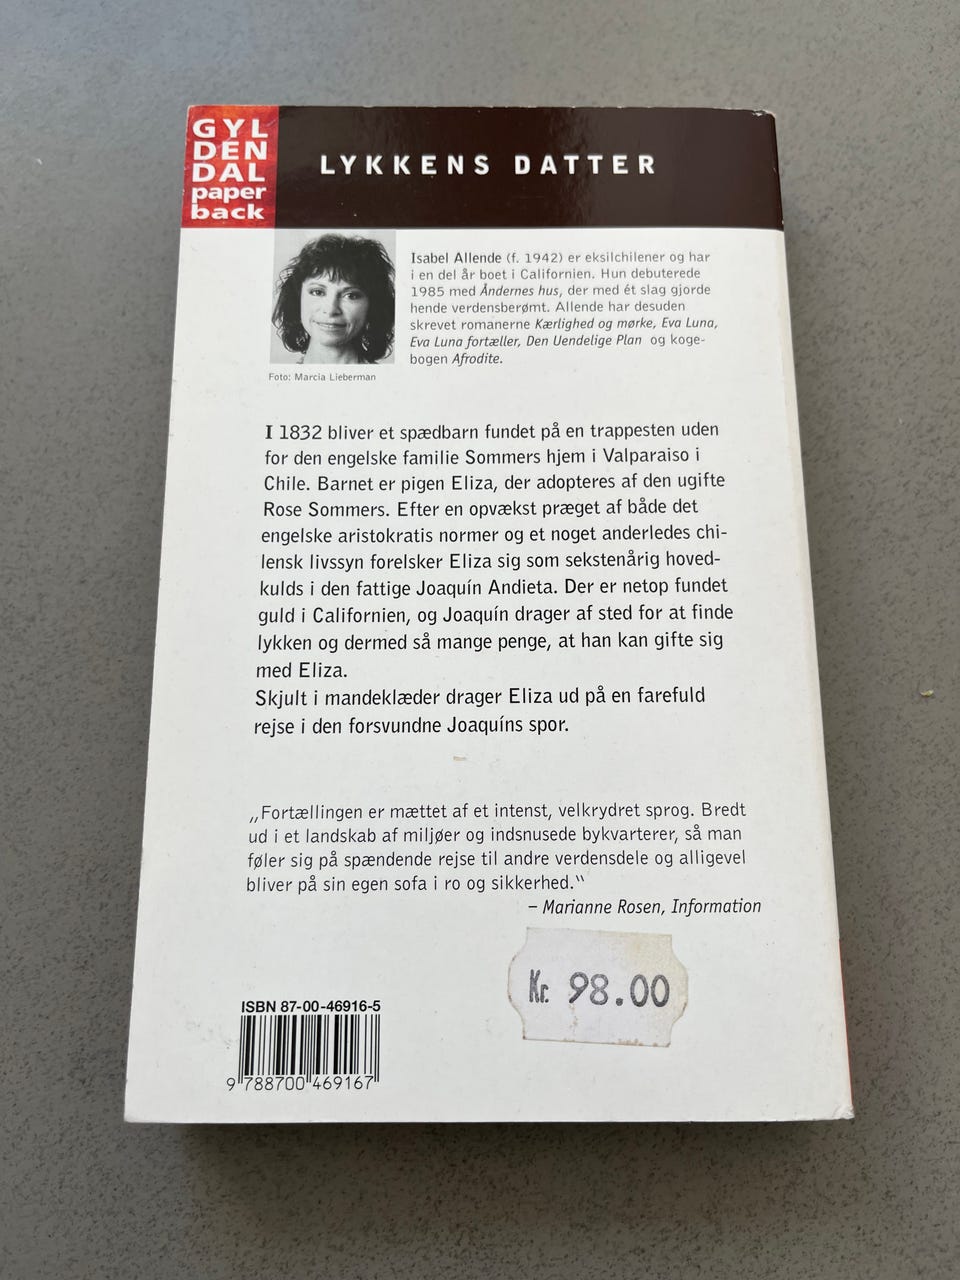 GYL
DEN
DAL
paper
back
LYKKENS DATTER
Isabel Allende (f. 1942) er eksilchilener og har
i en del år boet i Californien. Hun debuterede
1985 med Åndernes hus, der med ét slag gjorde
hende verdensberømt. Allende har desuden
skrevet romanerne Kærlighed og mørke, Eva Luna,
Eva Luna fortæller, Den Uendelige Plan og koge-
bogen Afrodite.
Foto: Marcia Lieberman
I 1832 bliver et spædbarn fundet på en trappesten uden
for den engelske familie Sommers hjem i Valparaiso i
Chile. Barnet er pigen Eliza, der adopteres af den ugifte
Rose Sommers. Efter en opvækst præget af både det
engelske aristokratis normer og et noget anderledes chi-
lensk livssyn forelsker Eliza sig som sekstenårig hoved-
kulds i den fattige Joaquín Andieta. Der er netop fundet
guld i Californien, og Joaquín drager af sted for at finde
lykken og dermed så mange penge, at han kan gifte sig
med Eliza.
Skjult i mandeklæder drager Eliza ud på en farefuld
rejse i den forsvundne Joaquíns spor.
„Fortællingen er mættet af et intenst, velkrydret sprog. Bredt
ud i et landskab af miljøer og indsnusede bykvarterer, så man
føler sig på spændende rejse til andre verdensdele og alligevel
bliver på sin egen sofa i ro og sikkerhed.“
– Marianne Rosen, Information
Kr. 98.00
ISBN 87-00-46916-5
9 788700 469167